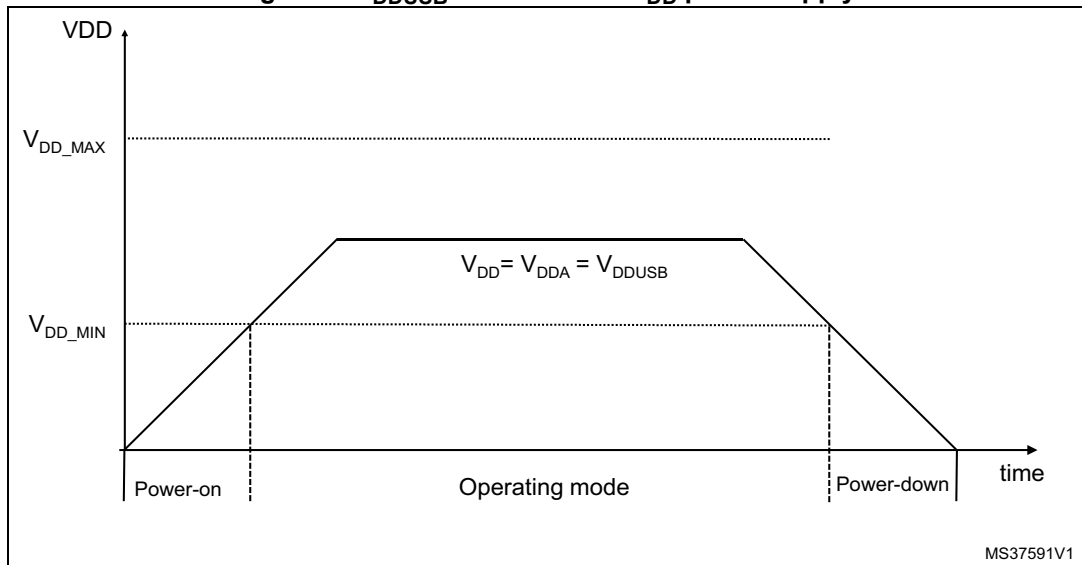 VDD
V_DD_MAX
V_DD= V_DDA = V_DDUSB
V_DD_MIN
Power-on
Operating mode
Power-down
time
MS37591V1